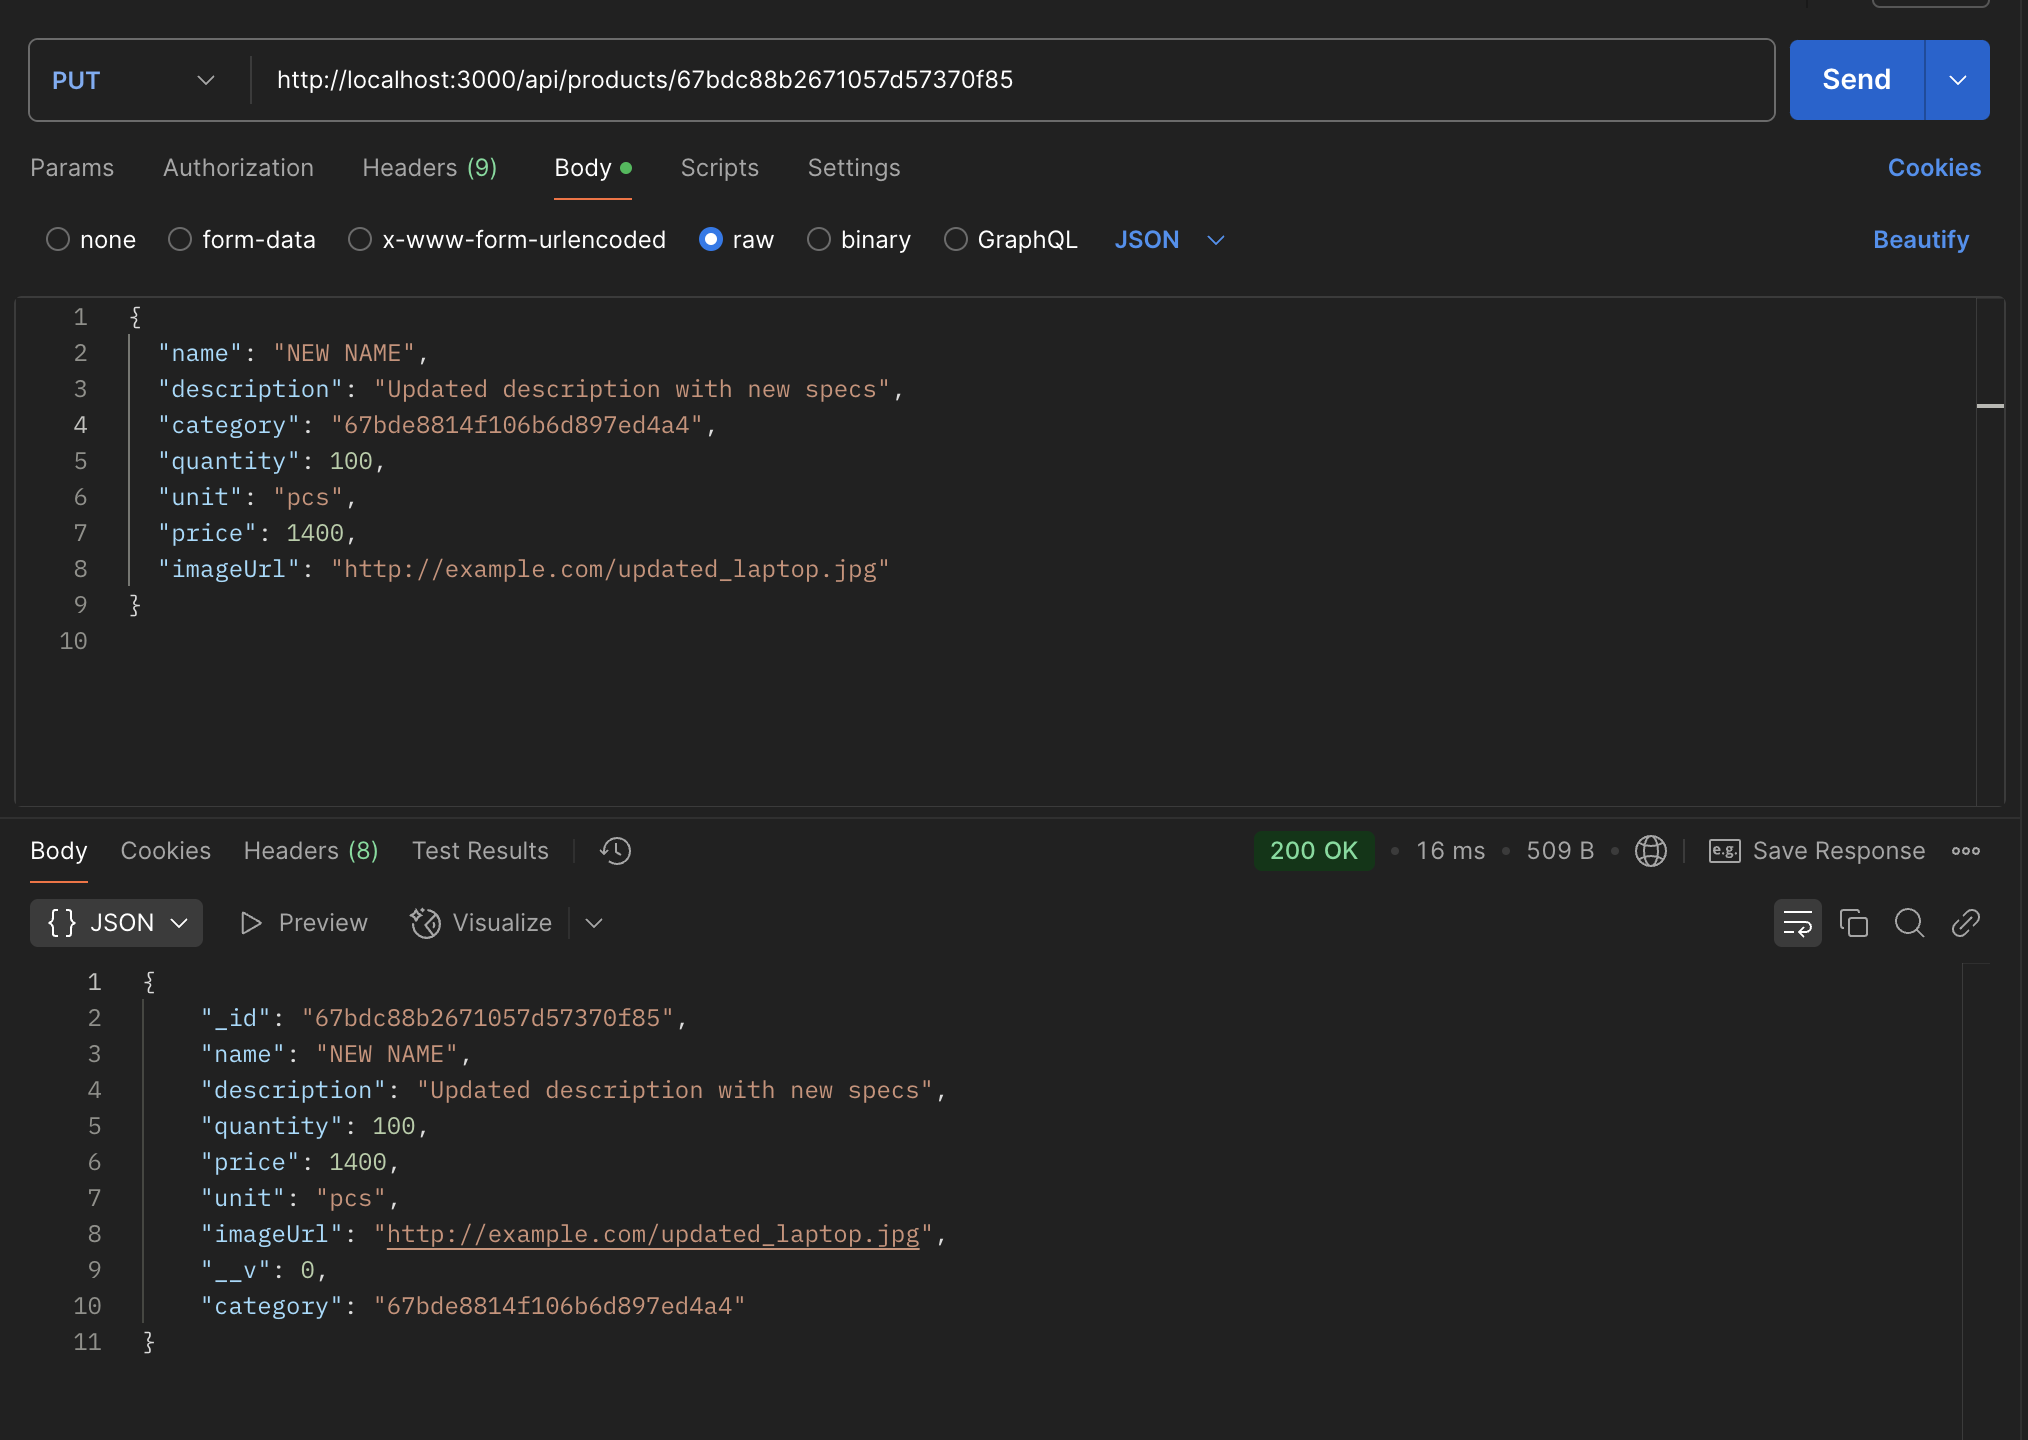 PUT http://localhost:3000/api/products/67bdc88b2671057d57370f85 Send
Params Authorization Headers (9) Body Scripts Settings Cookies
none form-data x-www-form-urlencoded raw binary GraphQL JSON Beautify
1 {
2 "name": "NEW NAME",
3 "description": "Updated description with new specs",
4 "category": "67bde8814f106b6d897ed4a4",
5 "quantity": 100,
6 "unit": "pcs",
7 "price": 1400,
8 "imageUrl": "http://example.com/updated_laptop.jpg"
9 }
10
Body Cookies Headers (8) Test Results 200 OK • 16 ms • 509 B • e.g. Save Response
{} JSON Preview Visualize
1 {
2 "_id": "67bdc88b2671057d57370f85",
3 "name": "NEW NAME",
4 "description": "Updated description with new specs",
5 "quantity": 100,
6 "price": 1400,
7 "unit": "pcs",
8 "imageUrl": "http://example.com/updated_laptop.jpg",
9 "__v": 0,
10 "category": "67bde8814f106b6d897ed4a4"
11 }